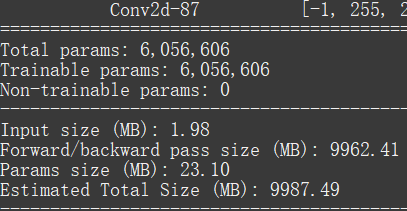 Conv2d-87 [-1, 255, 2
================================================================
Total params: 6,056,606
Trainable params: 6,056,606
Non-trainable params: 0
----------------------------------------------------------------
Input size (MB): 1.98
Forward/backward pass size (MB): 9962.41
Params size (MB): 23.10
Estimated Total Size (MB): 9987.49
----------------------------------------------------------------